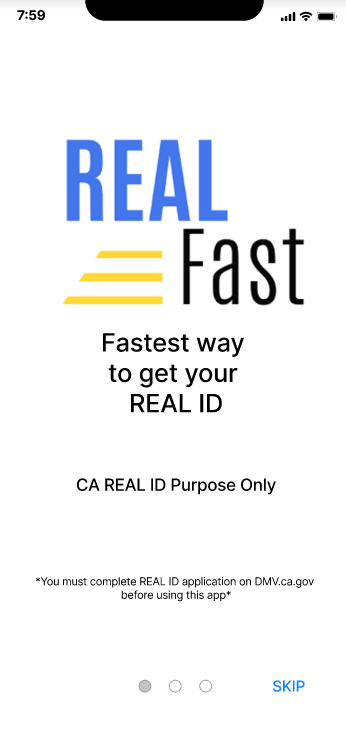 7:59
REAL
Fast
Fastest way
to get your
REAL ID
CA REAL ID Purpose Only
*You must complete REAL ID application on DMV.ca.gov
before using this app*
SKIP